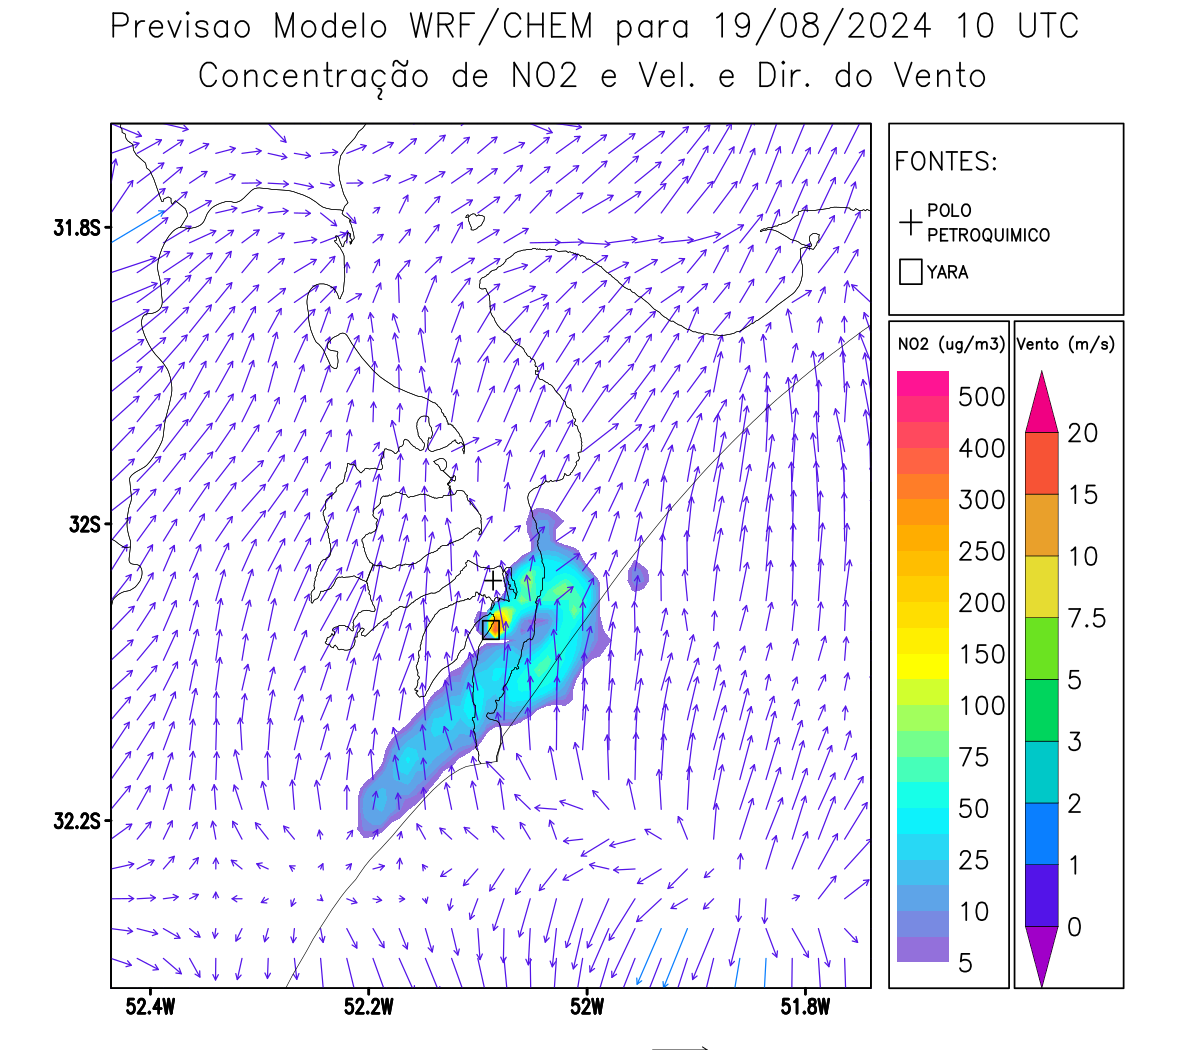 Previsao Modelo WRF/CHEM para 19/08/2024 10 UTC
Concentração de NO2 e Vel. e Dir. do Vento
FONTES:
POLO
PETROQUIMICO
YARA
NO2 (ug/m3)
500
400
300
250
200
150
100
75
50
25
10
5
Vento (m/s)
20
15
10
7.5
5
3
2
1
0
31.8S
32S
32.2S
52.4W
52.2W
52W
51.8W